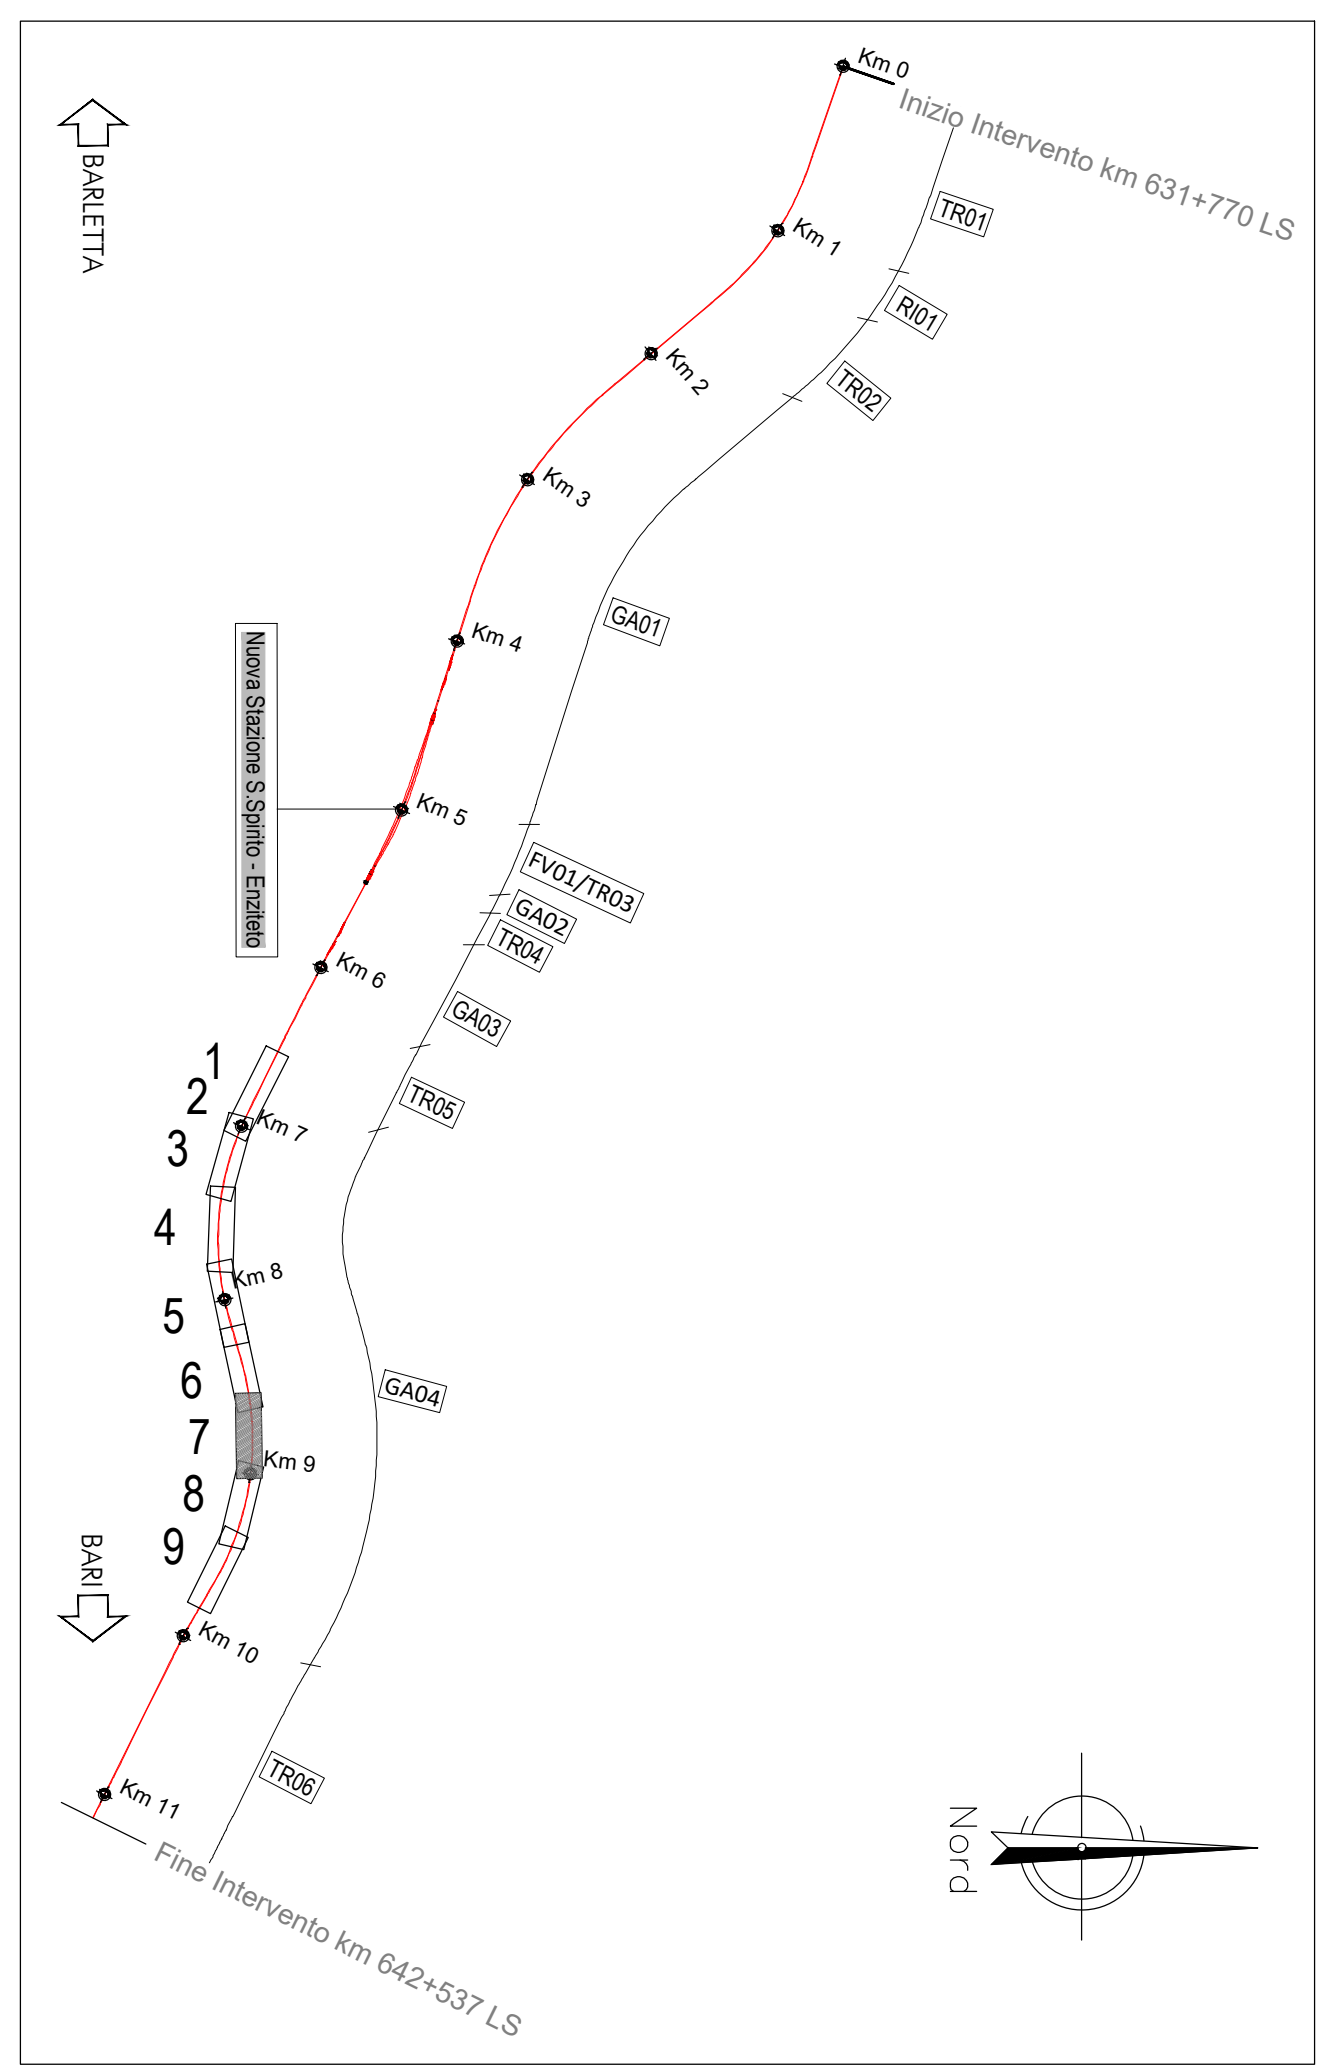 Km 0
Inizio Intervento km 631+770 LS
BARLETTA
TR01
Km 1
RI01
Km 2
TR02
Km 3
GA01
Km 4
Nuova Stazione S.Spirito - Enziteto
Km 5
FV01/TR03
GA02
TR04
Km 6
GA03
1
2
TR05
Km 7
3
4
Km 8
5
6
GA04
7
Km 9
8
9
BARI
Km 10
TR06
Km 11
Nord
Fine Intervento km 642+537 LS